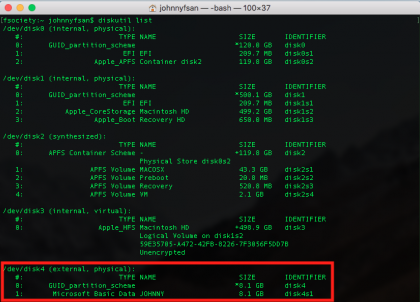 johnnyfsan — -bash — 100×37
[fsociety:~ johnnyfsan$ diskutil list
/dev/disk0 (internal, physical):
#: TYPE NAME SIZE IDENTIFIER
0: GUID_partition_scheme *120.0 GB disk0
1: EFI EFI 209.7 MB disk0s1
2: Apple_APFS Container disk2 119.8 GB disk0s2
/dev/disk1 (internal, physical):
#: TYPE NAME SIZE IDENTIFIER
0: GUID_partition_scheme *500.1 GB disk1
1: EFI EFI 209.7 MB disk1s1
2: Apple_CoreStorage Macintosh HD 499.2 GB disk1s2
3: Apple_Boot Recovery HD 650.0 MB disk1s3
/dev/disk2 (synthesized):
#: TYPE NAME SIZE IDENTIFIER
0: APFS Container Scheme - +119.8 GB disk2
Physical Store disk0s2
1: APFS Volume MACOSX 43.3 GB disk2s1
2: APFS Volume Preboot 20.8 MB disk2s2
3: APFS Volume Recovery 520.8 MB disk2s3
4: APFS Volume VM 2.1 GB disk2s4
/dev/disk3 (internal, virtual):
#: TYPE NAME SIZE IDENTIFIER
0: Apple_HFS Macintosh HD +498.9 GB disk3
Logical Volume on disk1s2
Unencrypted
/dev/disk4 (external, physical):
#: TYPE NAME SIZE IDENTIFIER
0: GUID_partition_scheme *8.1 GB disk4
1: Microsoft Basic Data JOHNNY 8.1 GB disk4s1